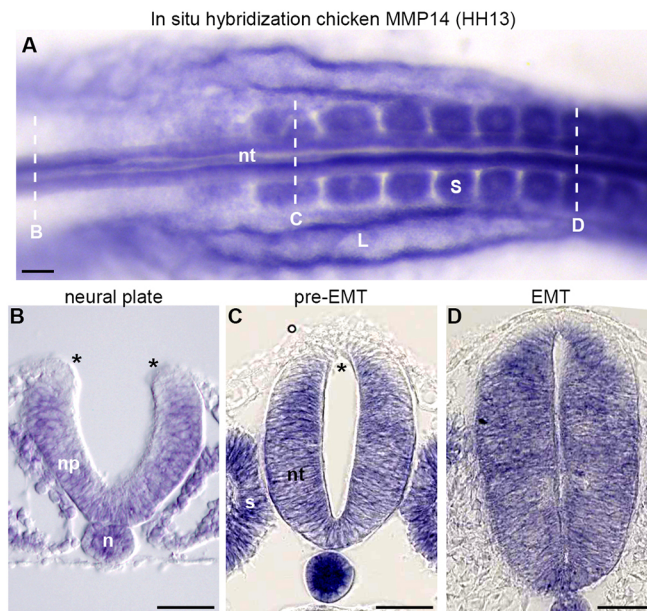 In situ hybridization chicken MMP14 (HH13)
A
nt
S
B
C
D
L
neural plate
pre-EMT
EMT
B
C
D
*
*
°
*
np
nt
s
n